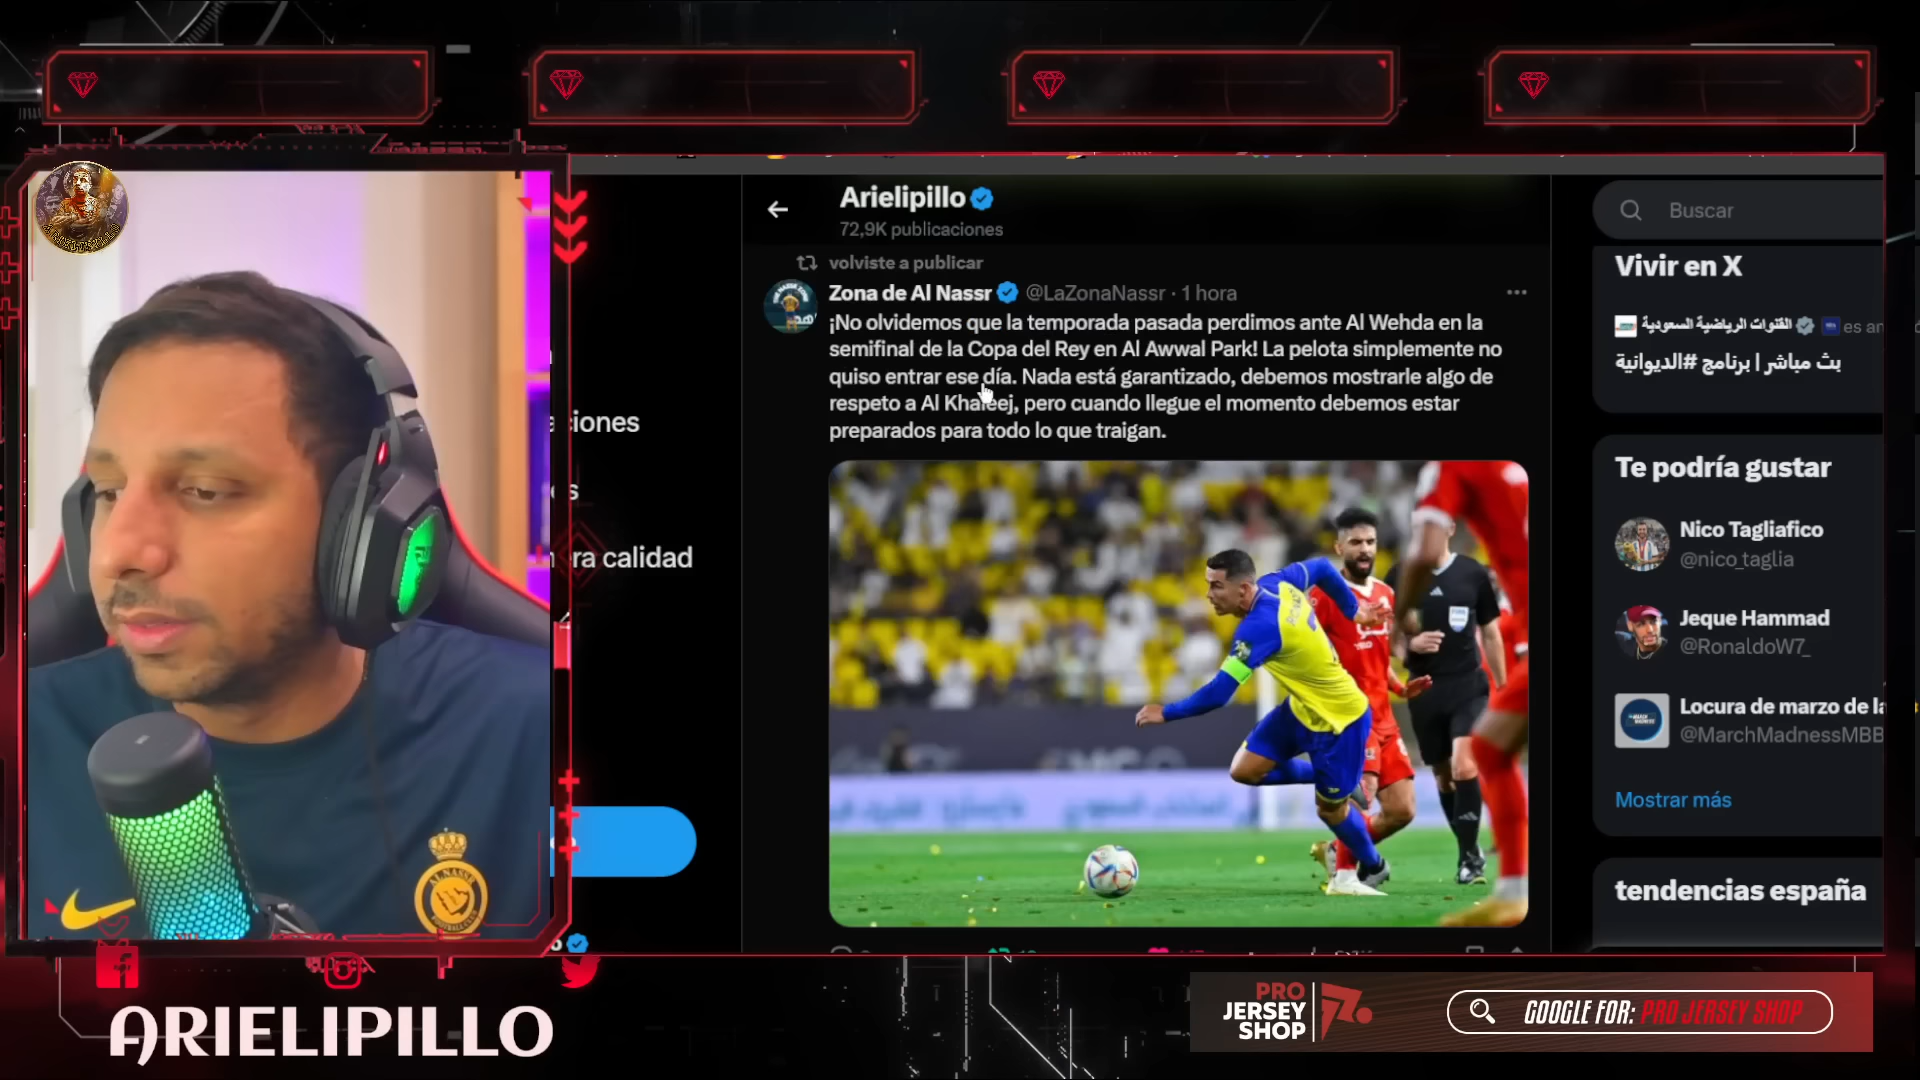 Arielipillo
72,9K publicaciones
volviste a publicar
Zona de Al Nassr @LaZonaNassr · 1 hora
¡No olvidemos que la temporada pasada perdimos ante Al Wehda en la
semifinal de la Copa del Rey en Al Awwal Park! La pelota simplemente no
quiso entrar ese día. Nada está garantizado, debemos mostrarle algo de
respeto a Al Khaleej, pero cuando llegue el momento debemos estar
preparados para todo lo que traigan.
ciones
ra calidad
AL NASSR
Buscar
Vivir en X
القنوات الرياضية السعودية es
بث مباشر | برنامج #الديوانية
Te podría gustar
Nico Tagliafico
@nico_taglia
Jeque Hammad
@RonaldoW7_
Locura de marzo de la
@MarchMadnessMBB
Mostrar más
tendencias españa
ARIELIPILLO
PRO
JERSEY
SHOP
GOOGLE FOR: PRO JERSEY SHOP